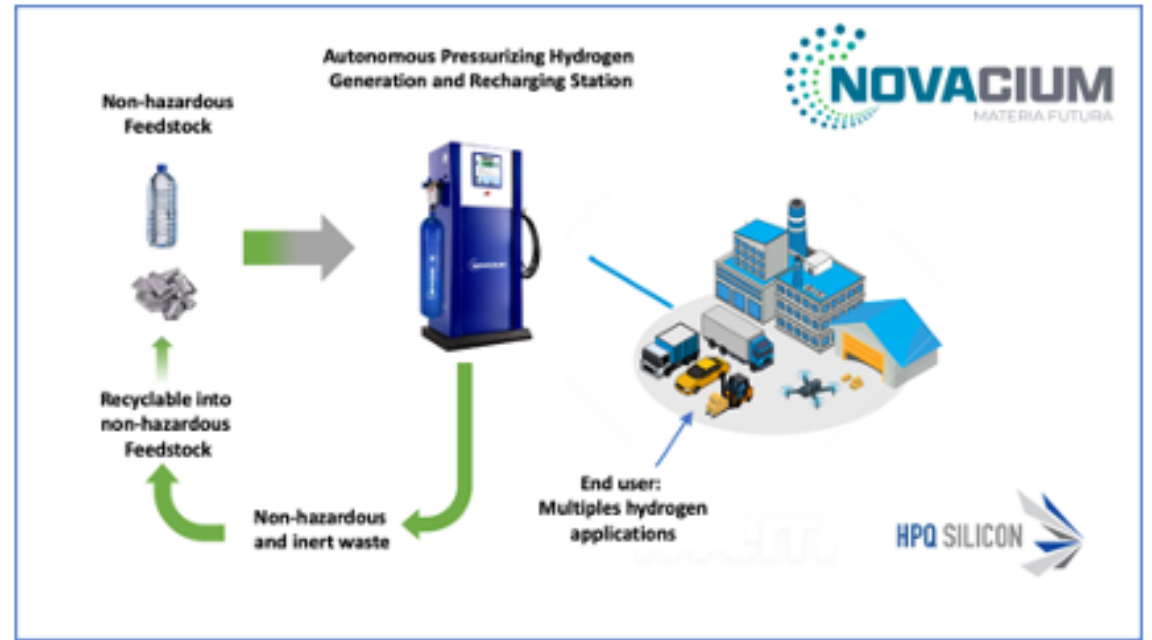 Autonomous Pressurizing Hydrogen
Generation and Recharging Station
NOVACIUM
MATERIA FUTURA
Non-hazardous
Feedstock
NOVACIUM
Recyclable into
non-hazardous
Feedstock
Non-hazardous
and inert waste
End user:
Multiples hydrogen
applications
HPQ SILICON